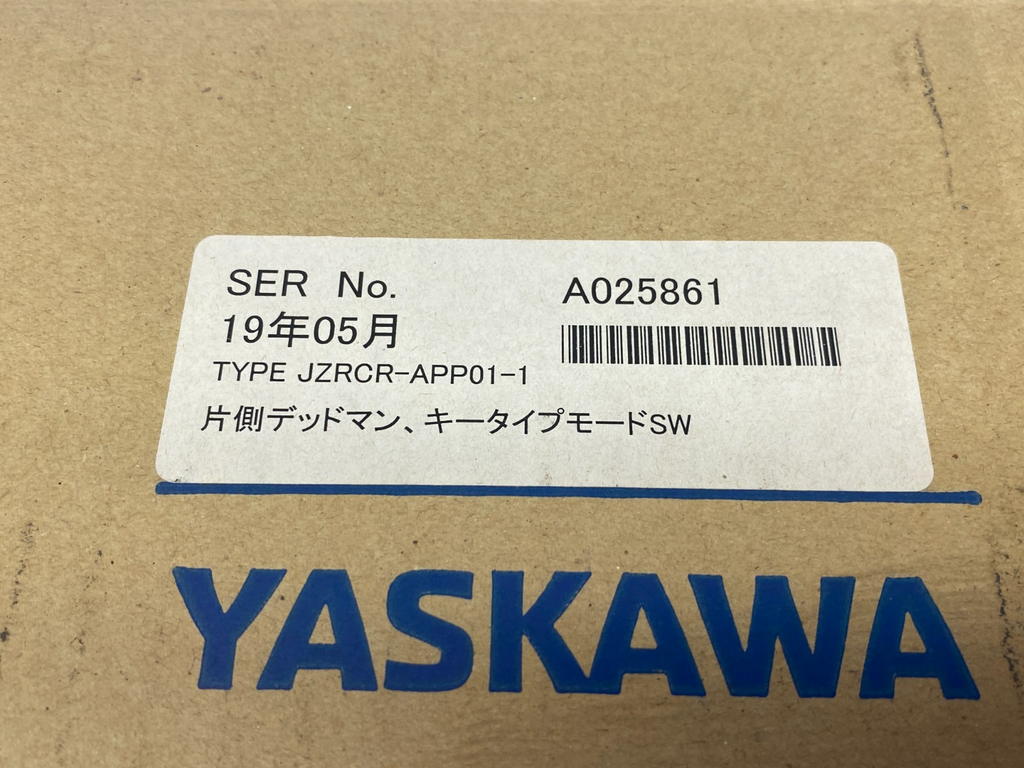 SER No. A025861
19年05月
TYPE JZRCR-APP01-1
片側デッドマン、キータイプモードSW
YASKAWA